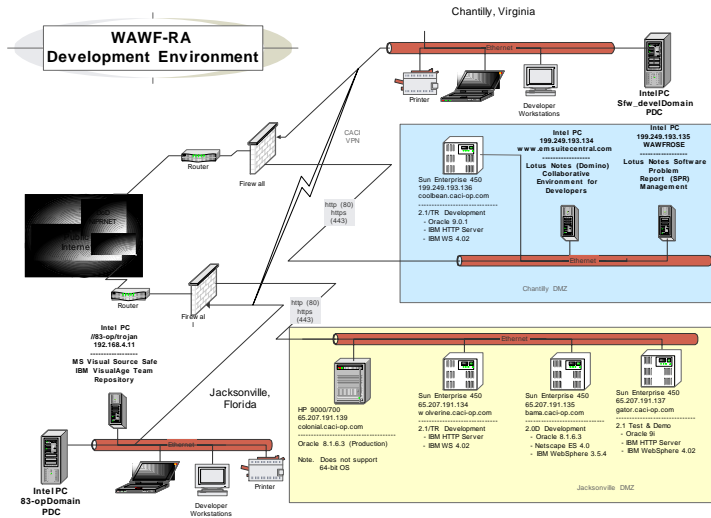 WAWF-RA
Development Environment
Chantilly, Virginia
Ethernet
Printer
Developer
Workstations
Intel PC
Sfw_develDomain
PDC
CACI
VPN
Router
Firew all
Sun Enterprise 450
199.249.193.136
coolbean.caci-op.com
------------------------------
2.1/TR Development
- Oracle 9.0.1
- IBM HTTP Server
- IBM WS 4.02
Intel PC
199.249.193.134
www.emsuitecentral.com
------------------
Lotus Notes (Domino)
Collaborative
Environment for
Developers
Intel PC
199.249.193.135
WAWFROSE
------------------
Lotus Notes Software
Problem
Report (SPR)
Management
Ethernet
Chantilly DMZ
http (80)
https
(443)
Internet
Router
Firew al
l
http (80)
https
(443)
Intel PC
//83-op/trojan
192.168.4.11
------------------
MS Visual Source Safe
IBM VisualAge Team
Repository
Jacksonville,
Florida
HP 9000/700
65.207.191.139
colonial.caci-op.com
------------------------------
Oracle 8.1.6.3 (Production)
Note. Does not support
64-bit OS
Sun Enterprise 450
65.207.191.134
w olverine.caci-op.com
------------------------------
2.1/TR Development
- IBM HTTP Server
- IBM WS 4.02
Sun Enterprise 450
65.207.191.135
bama.caci-op.com
------------------------------
2.0D Development
- Oracle 8.1.6.3
- Netscape ES 4.0
- IBM WebSphere 3.5.4
Sun Enterprise 450
65.207.191.137
gator.caci-op.com
------------------------------
2.1 Test & Demo
- Oracle 9i
- IBM HTTP Server
- IBM WebSphere 4.02
Jacksonville DMZ
Ethernet
Intel PC
83-opDomain
PDC
Developer
Workstations
Printer